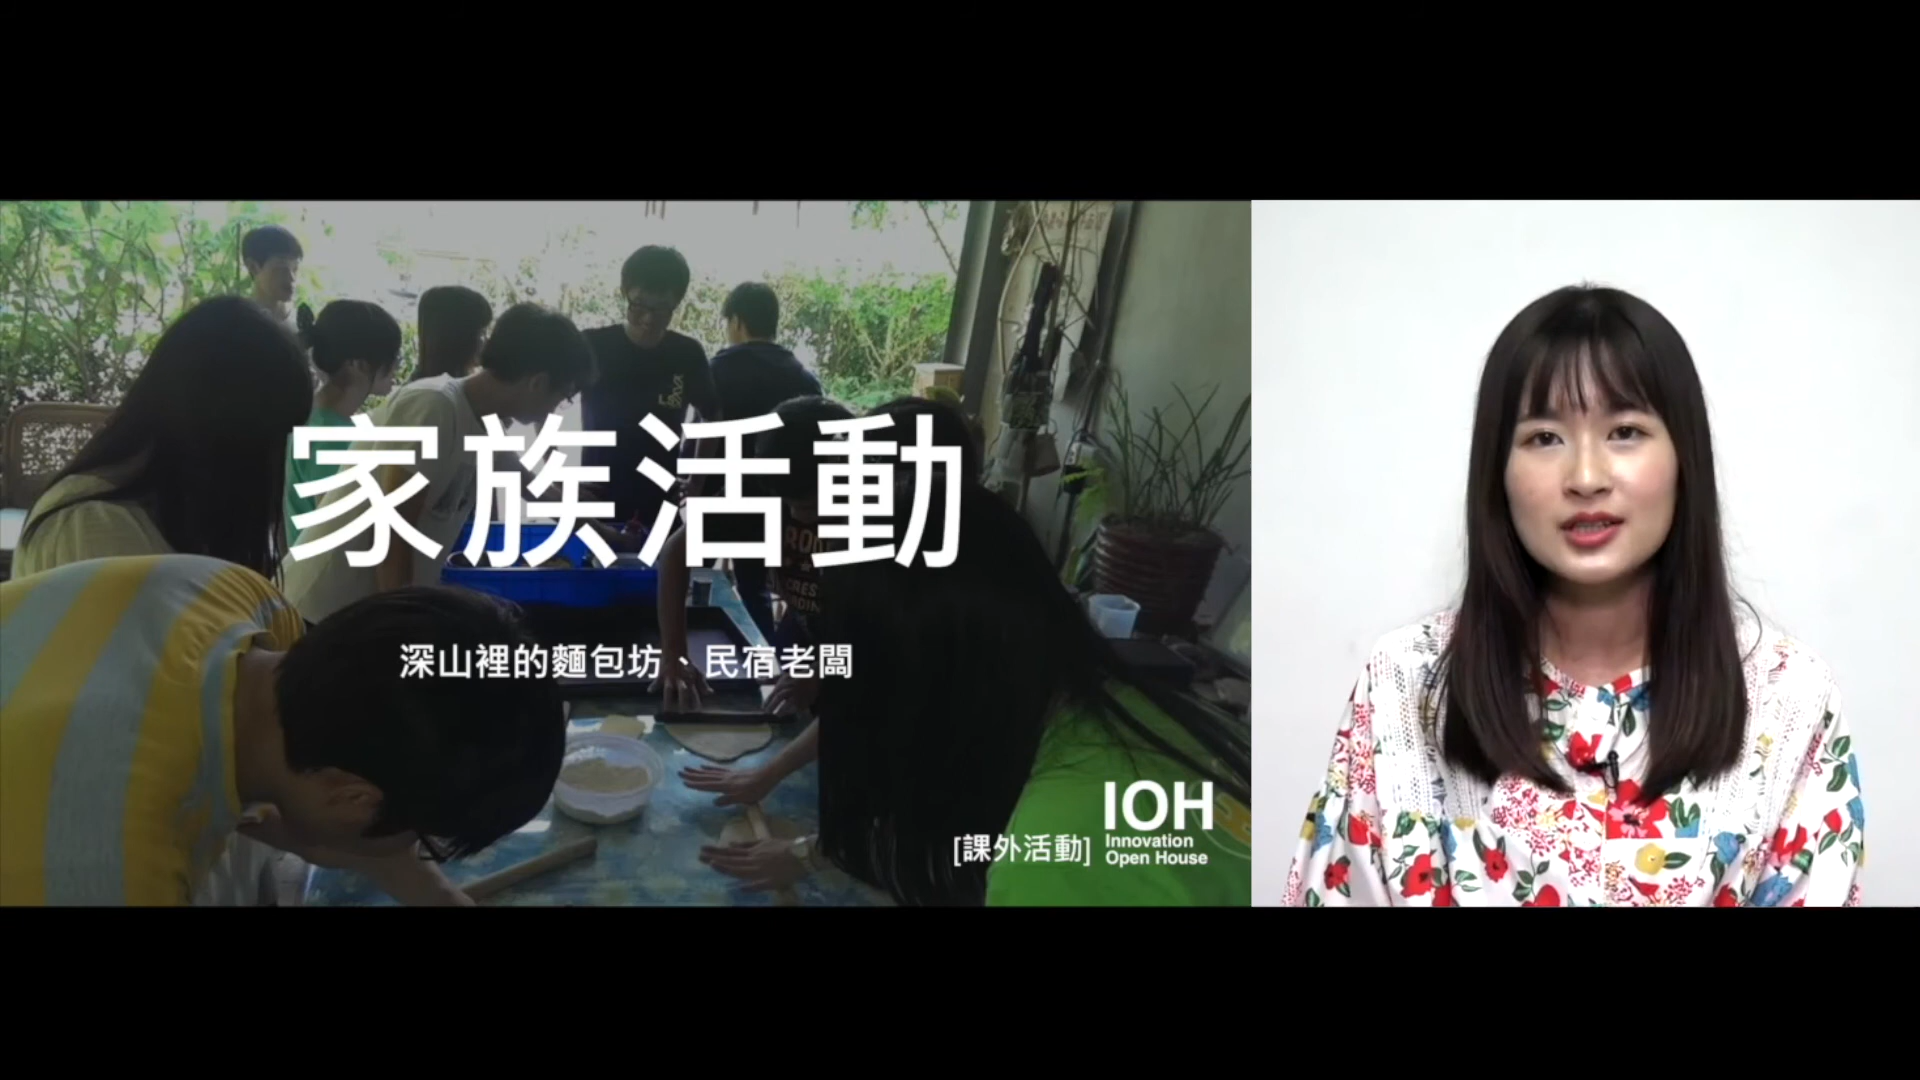 家族活動
深山裡的麵包坊、民宿老闆
[課外活動]
IOH
Innovation
Open House